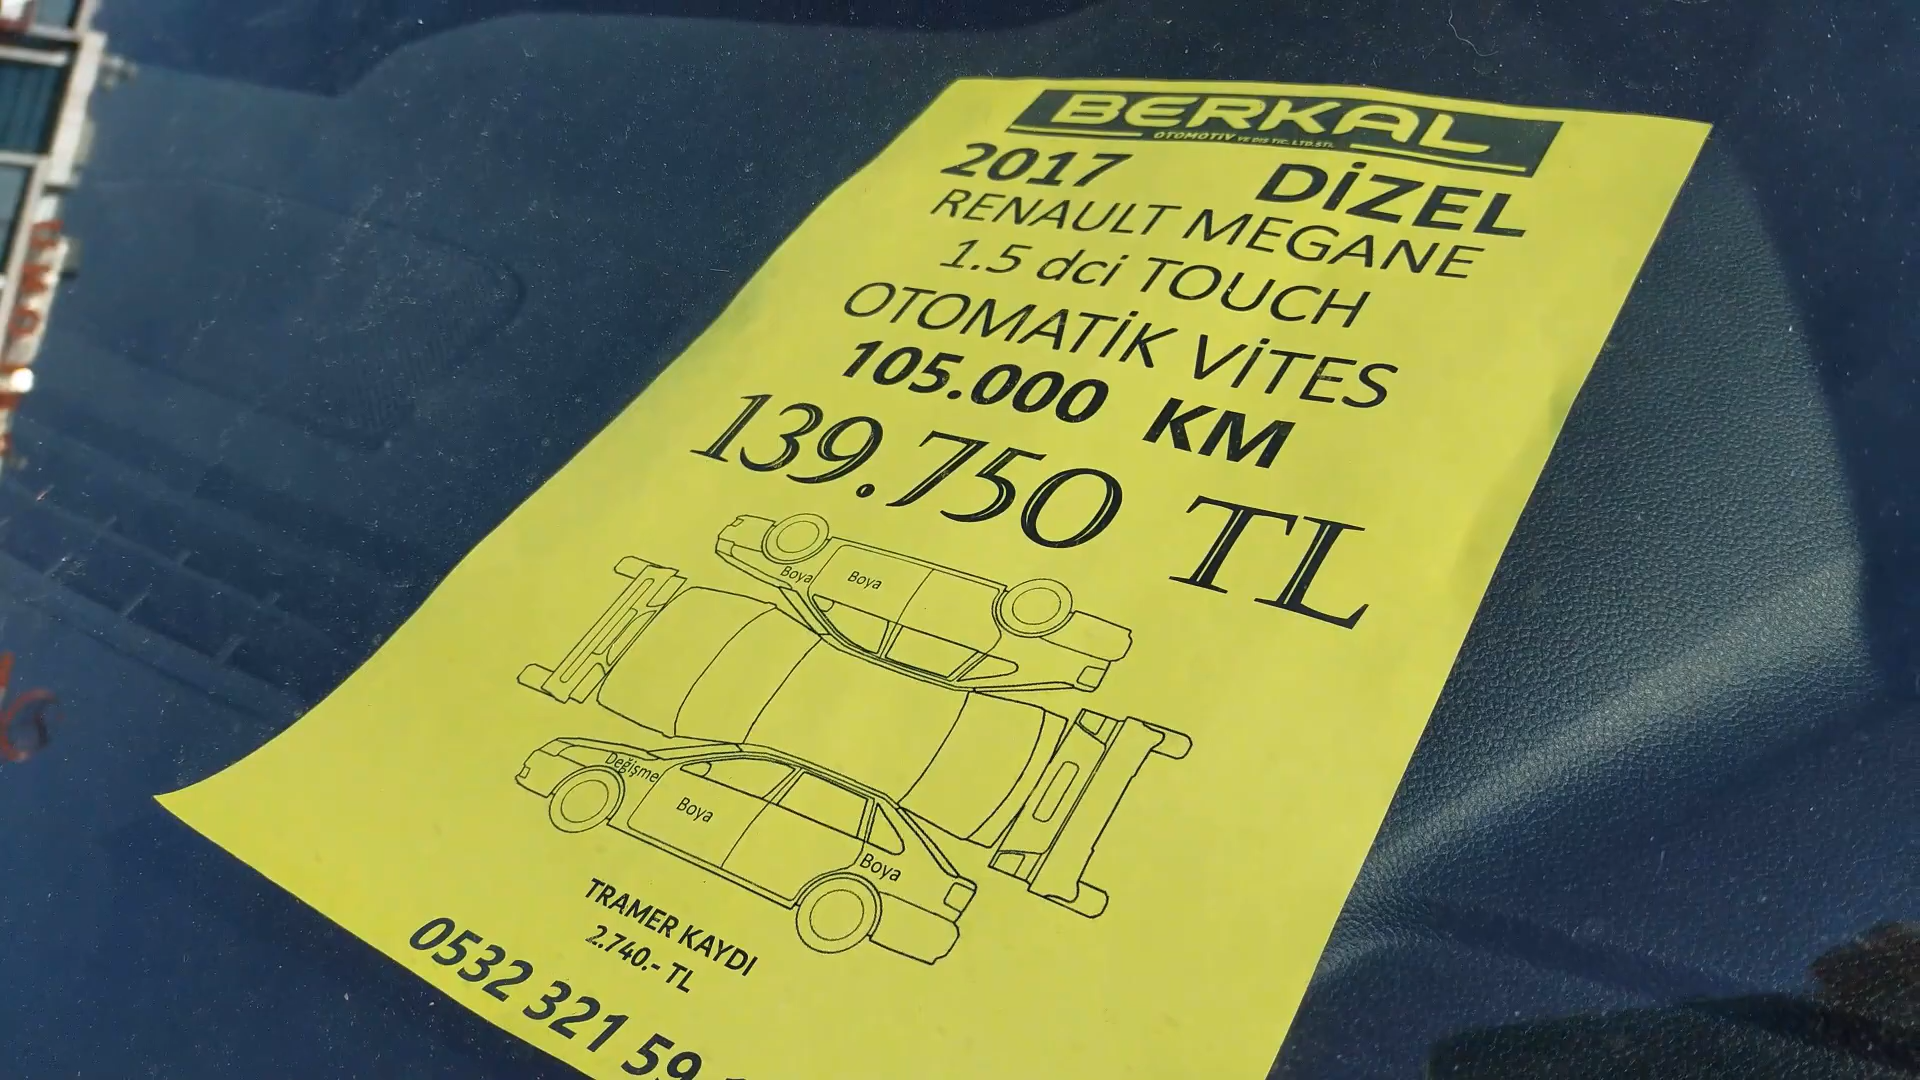 BERKAL
OTOMOTİV VE DIŞ TİC. LTD.ŞTİ.
2017 DİZEL
RENAULT MEGANE
1.5 dci TOUCH
OTOMATİK VİTES
105.000 KM
139.750 TL
Boya Boya
Değişme
Boya
Boya
TRAMER KAYDI
2.740.- TL
0532 321 59